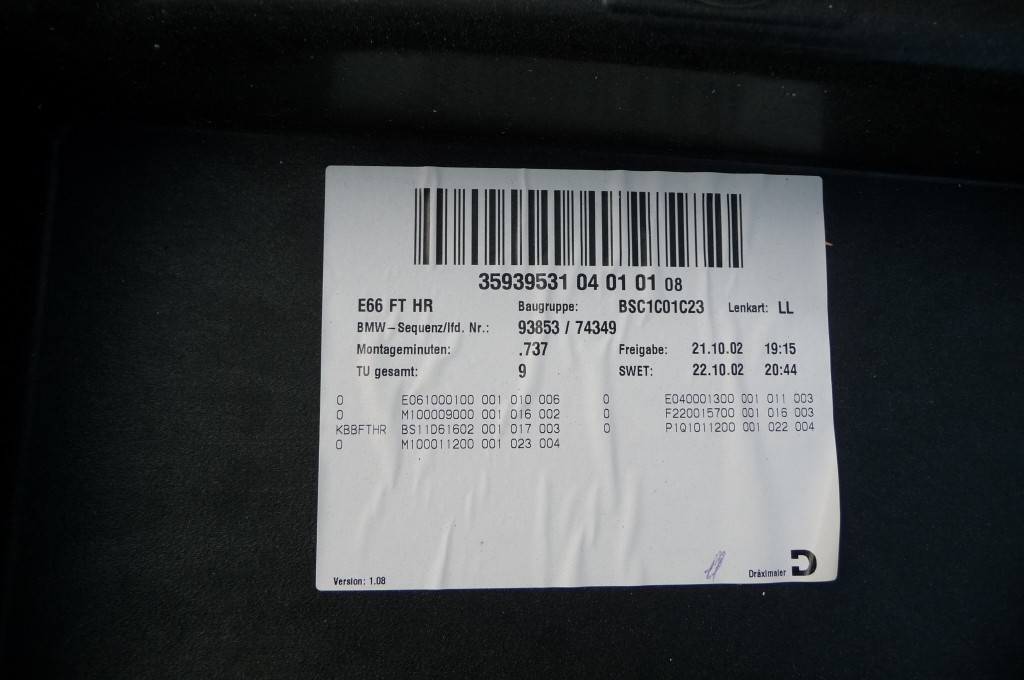 35939531 04 01 01 08
E66 FT HR Baugruppe: BSC1C01C23 Lenkart: LL
BMW-Sequenz/lfd. Nr.: 93853 / 74349
Montageminuten: .737 Freigabe: 21.10.02 19:15
TU gesamt: 9 SWET: 22.10.02 20:44
0 E061000100 001 010 006 0 E040001300 001 011 003
0 M100009000 001 016 002 0 F220015700 001 016 003
KBBFTHR BS11D61602 001 017 003 0 P1Q1011200 001 022 004
0 M100011200 001 023 004
Version: 1.08 Dräxlmaier